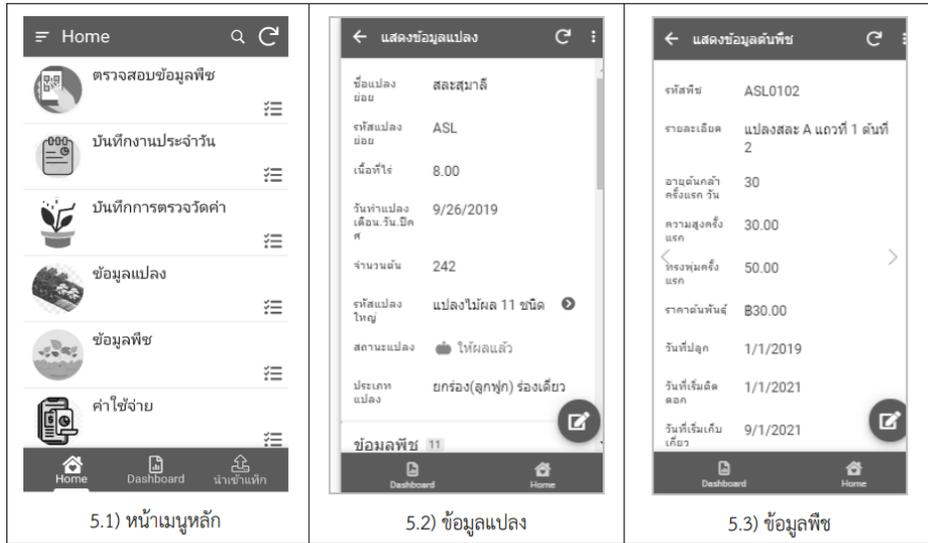 Home
ตรวจสอบข้อมูลพืช
บันทึกงานประจำวัน
บันทึกการตรวจวัดค่า
ข้อมูลแปลง
ข้อมูลพืช
ค่าใช้จ่าย
Home Dashboard นำเข้าแท็ก
5.1) หน้าเมนูหลัก
แสดงข้อมูลแปลง
ชื่อแปลง สละสุมาลี
ย่อย
รหัสแปลง ASL
ย่อย
เนื้อที่ไร่ 8.00
วันทำแปลง 9/26/2019
เดือน.วัน.ปีค
ศ
จำนวนต้น 242
รหัสแปลง แปลงไม้ผล 11 ชนิด
ใหญ่
สถานะแปลง ให้ผลแล้ว
ประเภท ยกร่อง(ลูกฟูก) ร่องเดี่ยว
แปลง
ข้อมูลพืช 11
Dashboard Home
5.2) ข้อมูลแปลง
แสดงข้อมูลต้นพืช
รหัสพืช ASL0102
รายละเอียด แปลงสละ A แถวที่ 1 ต้นที่
2
อายุต้นกล้า 30
ครั้งแรก วัน
ความสูงครั้ง 30.00
แรก
ทรงพุ่มครั้ง 50.00
แรก
ราคาต้นพันธุ์ ฿30.00
วันที่ปลูก 1/1/2019
วันที่เริ่มติด 1/1/2021
ดอก
วันที่เริ่มเก็บ 9/1/2021
เกี่ยว
Dashboard Home
5.3) ข้อมูลพืช